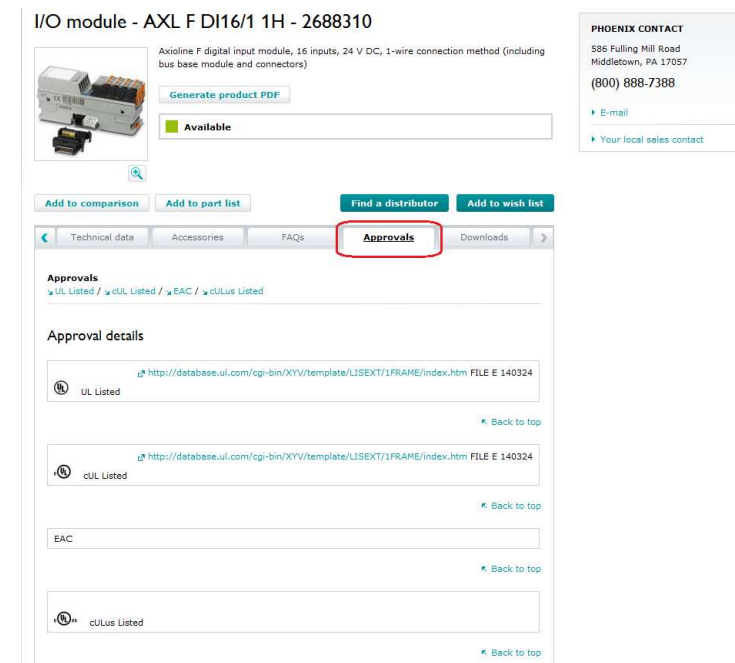 I/O module - AXL F DI16/1 1H - 2688310
Axioline F digital input module, 16 inputs, 24 V DC, 1-wire connection method (including
bus base module and connectors)
Generate product PDF
Available
Add to comparison
Add to part list
Find a distributor
Add to wish list
Technical data
Accessories
FAQs
Approvals
Downloads
Approvals
UL Listed / cUL Listed / EAC / cULus Listed
Approval details
http://database.ul.com/cgi-bin/XYV/template/LISEXT/1FRAME/index.htm FILE E 140324
UL Listed
Back to top
http://database.ul.com/cgi-bin/XYV/template/LISEXT/1FRAME/index.htm FILE E 140324
cUL Listed
Back to top
EAC
Back to top
cULus Listed
Back to top
PHOENIX CONTACT
586 Fulling Mill Road
Middletown, PA 17057
(800) 888-7388
E-mail
Your local sales contact